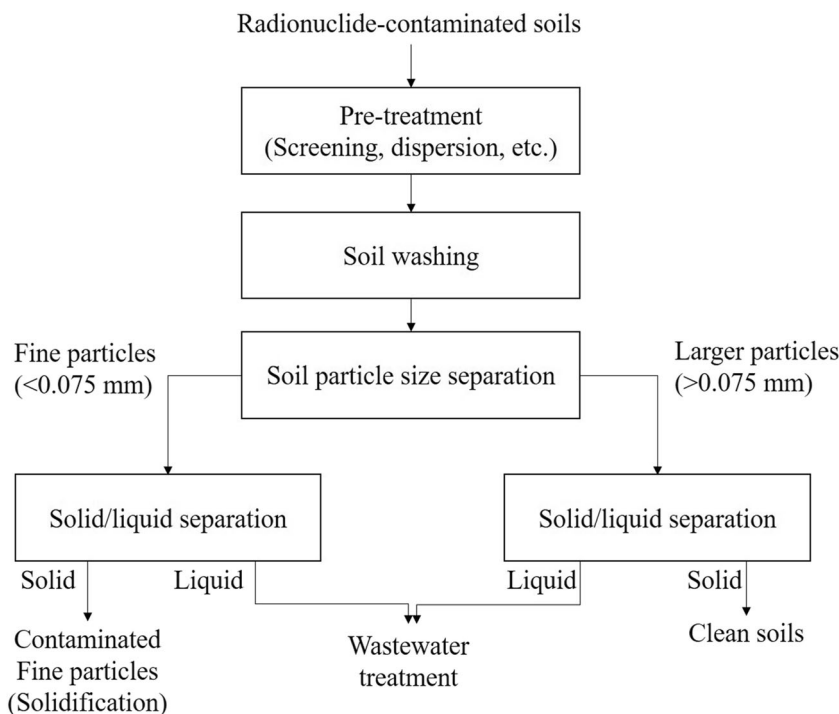 Radionuclide-contaminated soils
Pre-treatment
(Screening, dispersion, etc.)
Soil washing
Fine particles
(<0.075 mm)
Soil particle size separation
Larger particles
(>0.075 mm)
Solid/liquid separation
Solid/liquid separation
Solid
Liquid
Liquid
Solid
Contaminated
Fine particles
(Solidification)
Wastewater
treatment
Clean soils